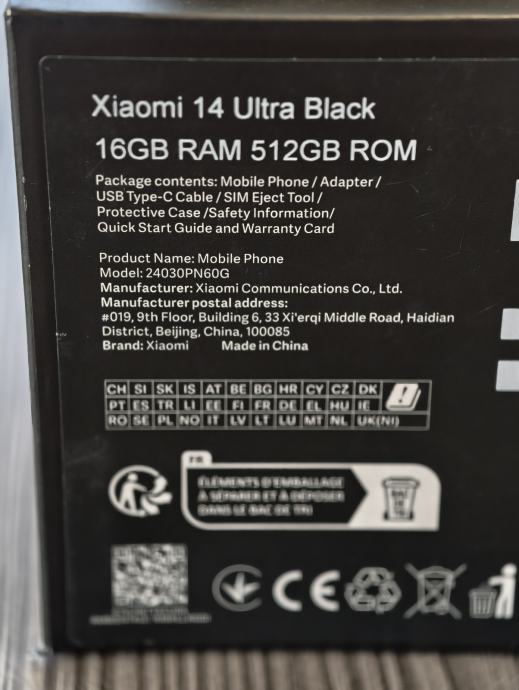 Xiaomi 14 Ultra Black
16GB RAM 512GB ROM
Package contents: Mobile Phone / Adapter /
USB Type-C Cable / SIM Eject Tool /
Protective Case /Safety Information/
Quick Start Guide and Warranty Card
Product Name: Mobile Phone
Model: 24030PN60G
Manufacturer: Xiaomi Communications Co., Ltd.
Manufacturer postal address:
#019, 9th Floor, Building 6, 33 Xi'erqi Middle Road, Haidian
District, Beijing, China, 100085
Brand: Xiaomi Made in China
CH SI SK IS AT BE BG HR CY CZ DK
PT ES TR LI EE FI FR DE EL HU IE
RO SE PL NO IT LV LT LU MT NL UK(NI)
FR
ÉLÉMENTS D'EMBALLAGE
À SÉPARER ET À DÉPOSER
DANS LE BAC DE TRI
BAC
DE
TRI
CE